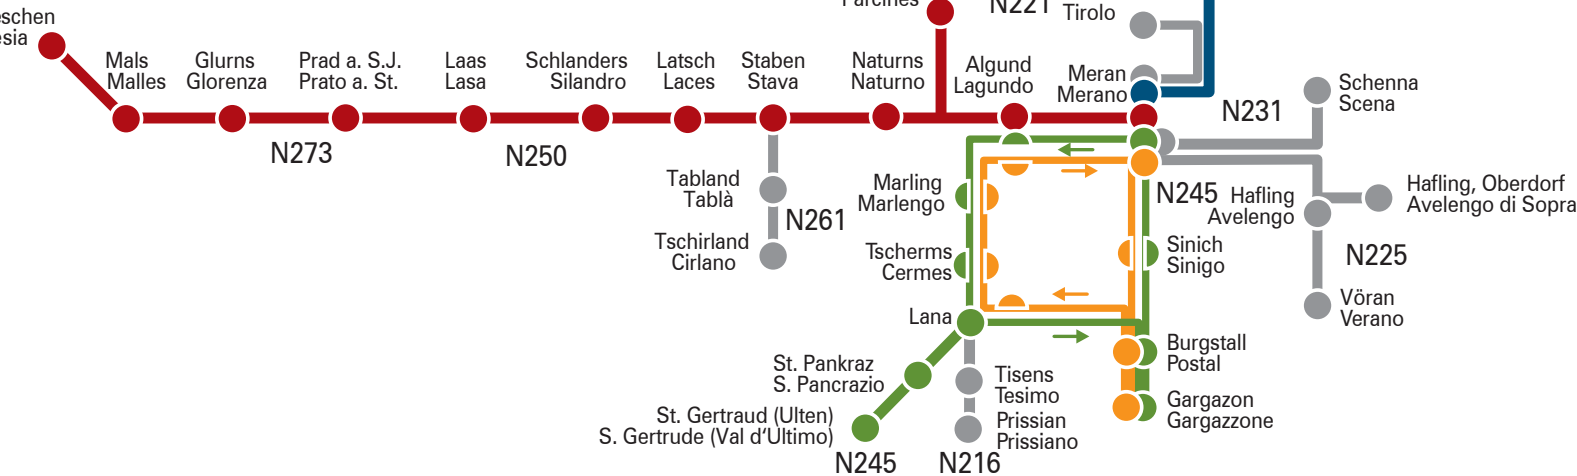 N221
Tirolo
Mals
Malles
Glurns
Glorenza
Prad a. S.J.
Prato a. St.
Laas
Lasa
Schlanders
Silandro
Latsch
Laces
Staben
Stava
Naturns
Naturno
Algund
Lagundo
Meran
Merano
Schenna
Scena
N231
N273
N250
Tabland
Tablà
N261
Tschirland
Cirlano
Marling
Marlengo
Tscherms
Cermes
N245
Hafling
Avelengo
Hafling, Oberdorf
Avelengo di Sopra
Sinich
Sinigo
N225
Vöran
Verano
Lana
Burgstall
Postal
St. Pankraz
S. Pancrazio
Tisens
Tesimo
Gargazon
Gargazzone
St. Gertraud (Ulten)
S. Gertrude (Val d‘Ultimo)
Prissian
Prissiano
N245
N216